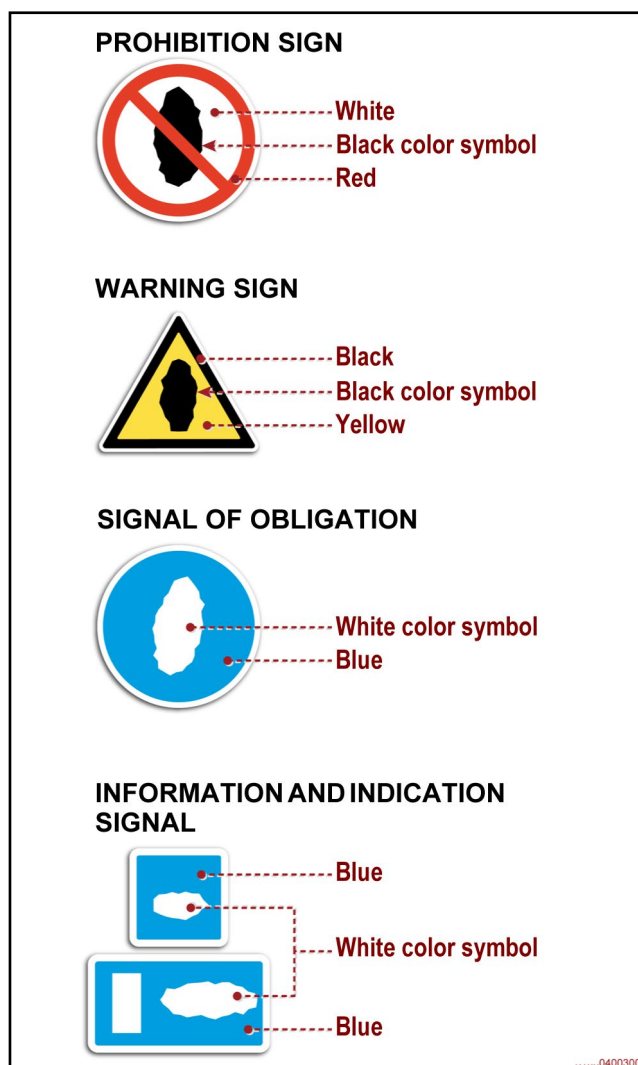 PROHIBITION SIGN
White
Black color symbol
Red
WARNING SIGN
Black
Black color symbol
Yellow
SIGNAL OF OBLIGATION
White color symbol
Blue
INFORMATION AND INDICATION
SIGNAL
Blue
White color symbol
Blue
0400300